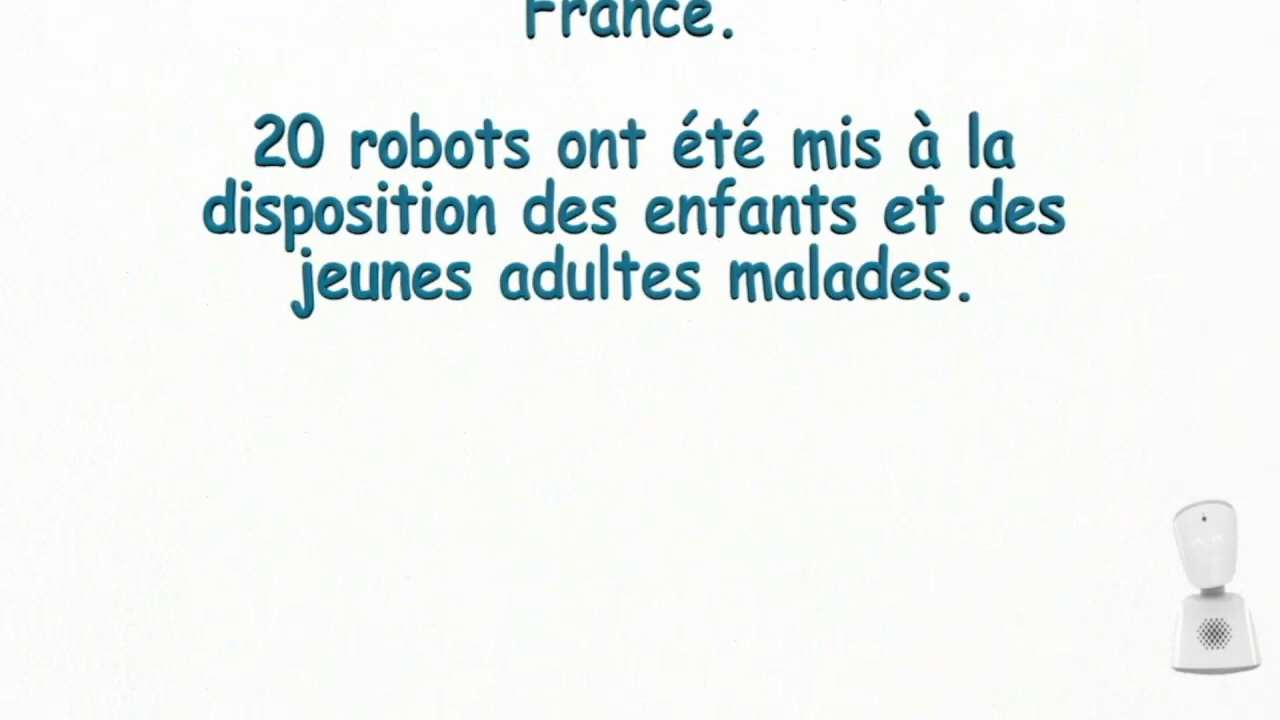 France.
20 robots ont été mis à la
disposition des enfants et des
jeunes adultes malades.